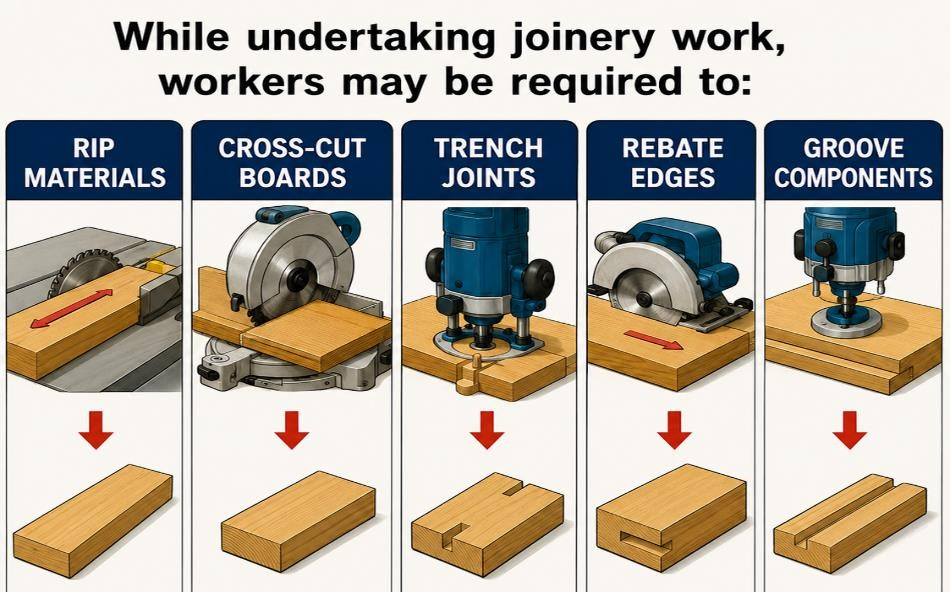 While undertaking joinery work,
workers may be required to:
RIP
MATERIALS
CROSS-CUT
BOARDS
TRENCH
JOINTS
REBATE
EDGES
GROOVE
COMPONENTS